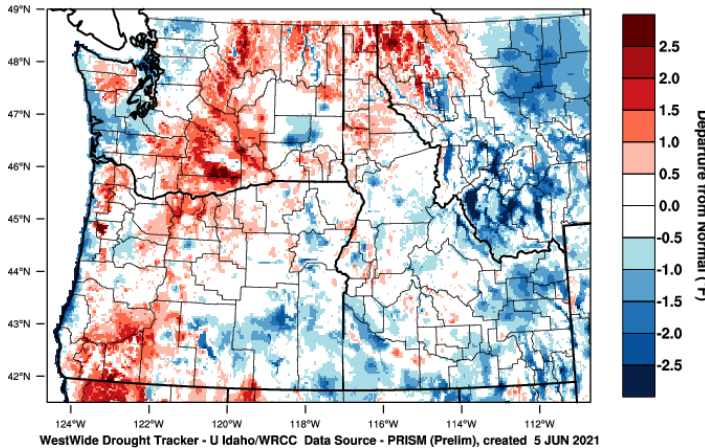 49°N
48°N
47°N
46°N
45°N
44°N
43°N
42°N
124°W 122°W 120°W 118°W 116°W 114°W 112°W
2.5
2.0
1.5
1.0
0.5
0.0
-0.5
-1.0
-1.5
-2.0
-2.5
Departure from Normal (°F)
WestWide Drought Tracker - U Idaho/WRCC Data Source - PRISM (Prelim), created 5 JUN 2021